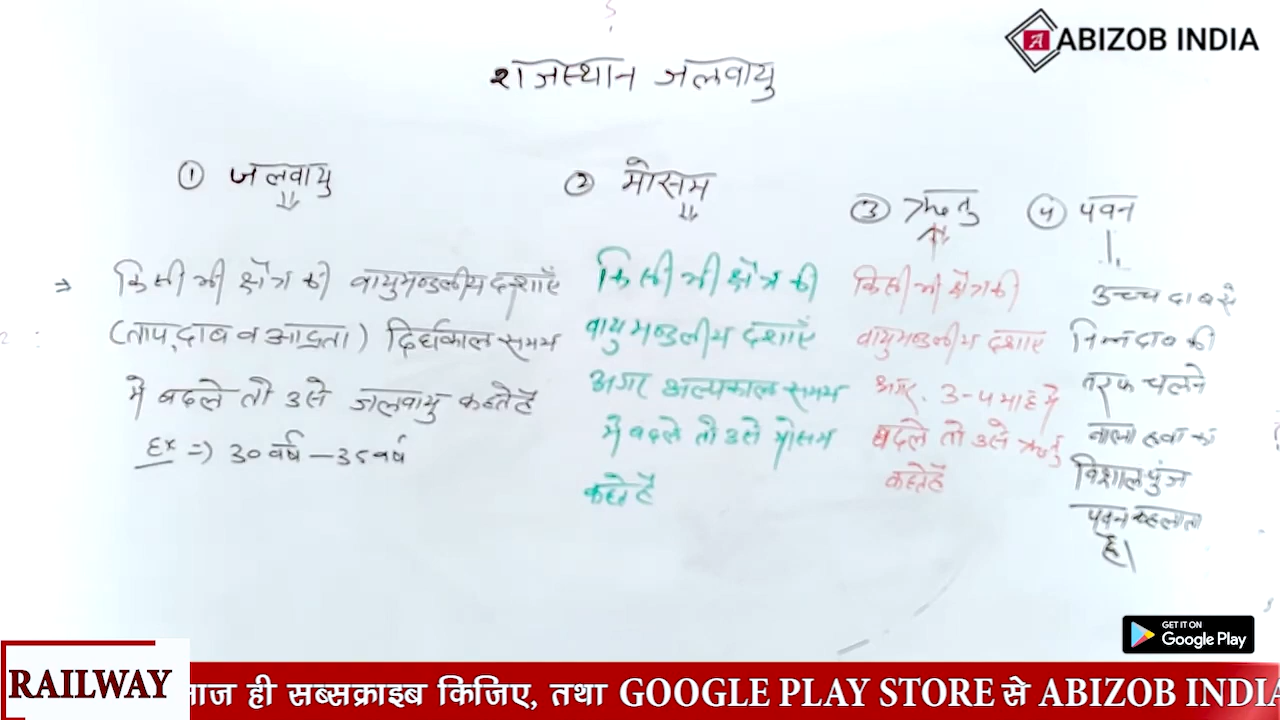 ABIZOB INDIA
राजस्थान जलवायु
① जलवायु
⇒ किसी भी क्षैत्र की वायुमण्डलीय दशाएँ
(ताप, दाब व आद्रता) दिर्घकाल समय
मे बदले तो उसे जलवायु कहतेहै
Ex ⇒ 30 वर्ष – 35 वर्ष
② मोसम
किसी भी क्षैत्र की
वायुमण्डलीय दशाएँ
अगर अल्पकाल समय
मे बदले तो उसे मोसम
कहते है
③ ऋतु
किसी भी क्षैत्र की
वायुमण्डलीय दशाए
अगर 3-4 माह मे
बदले तो उसे ऋतु
कहतेहै
④ पवन
उच्च दाब से
निम्न दाब की
तरफ चलने
वाला हवा का
विशाल पुंज
पवन कहलाता
है।
GET IT ON
Google Play
RAILWAY
आज ही सब्सक्राइब किजिए, तथा GOOGLE PLAY STORE से ABIZOB INDIA